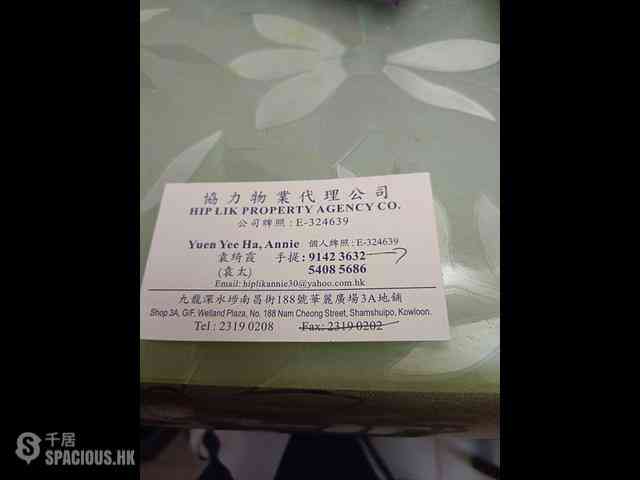 協力物業代理公司
HIP LIK PROPERTY AGENCY CO.
公司牌照：E-324639
Yuen Yee Ha, Annie 個人牌照：E-324639
袁綺霞 手提：9142 3632
(袁太) 5408 5686
Email: hiplikannie30@yahoo.com.hk
九龍深水埗南昌街188號華麗廣場3A地舖
Shop 3A, G/F, Welland Plaza, No. 188 Nam Cheong Street, Shamshuipo, Kowloon.
Tel : 2319 0208 Fax: 2319 0202
千居
SPACIOUS.HK